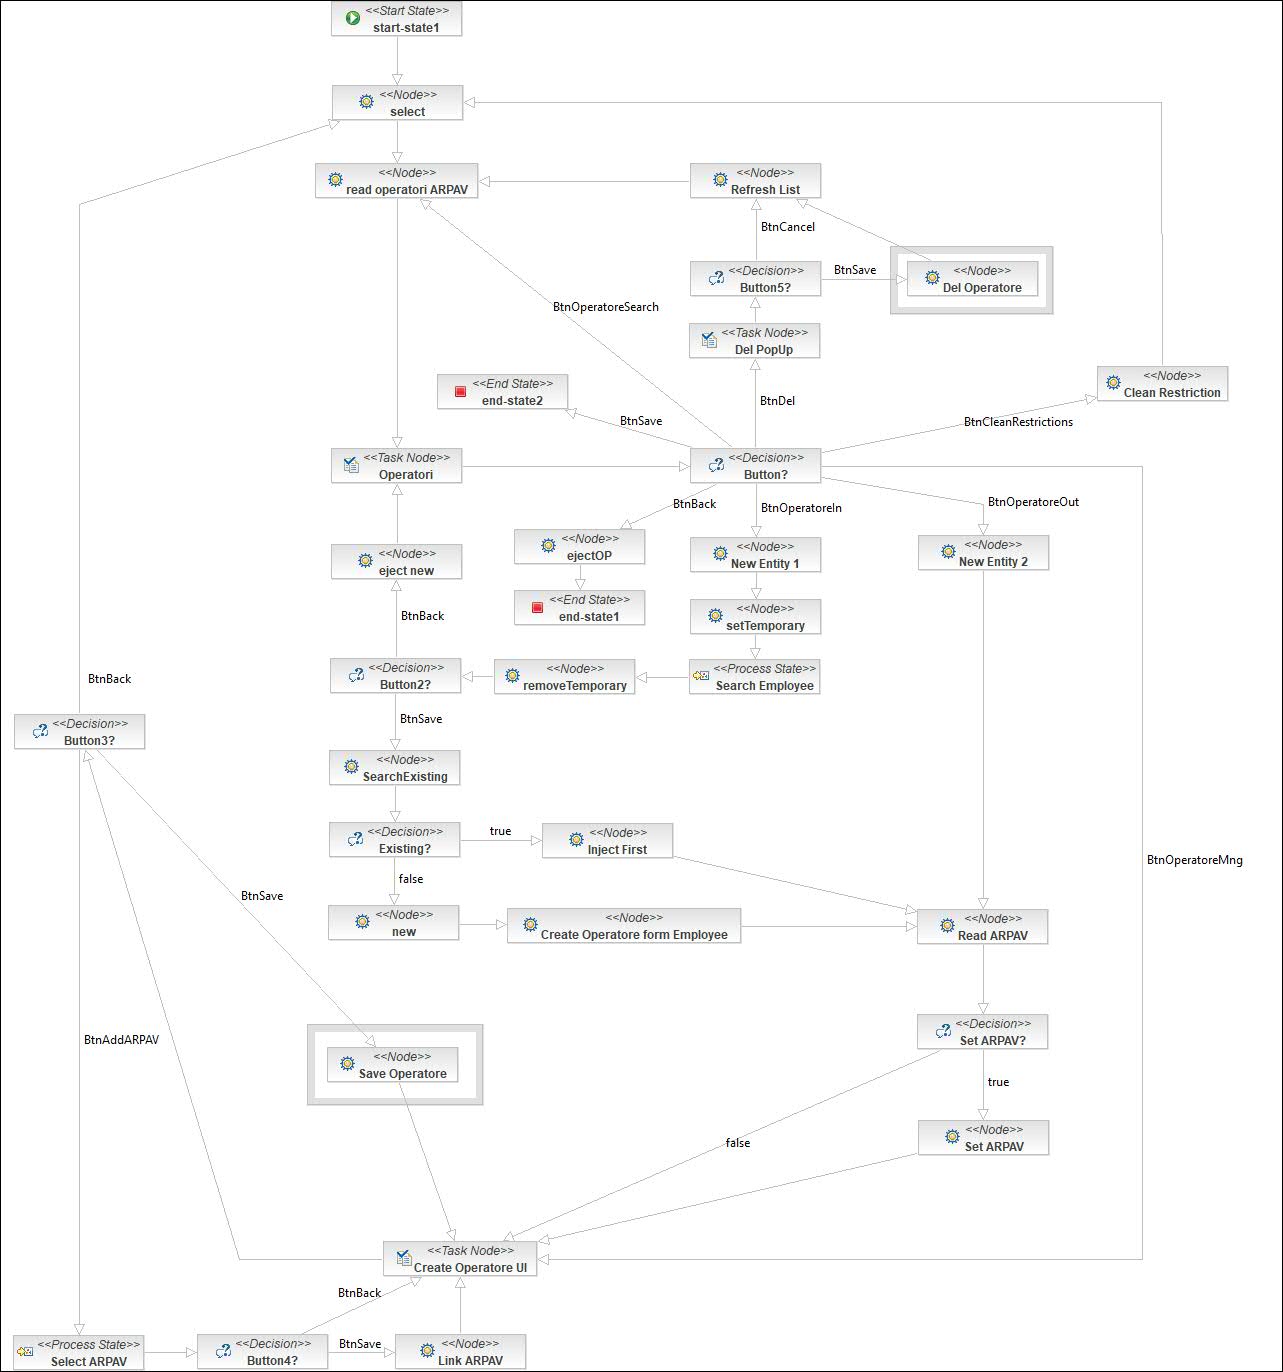 <<Start State>>
start-state1
<<Node>>
select
<<Node>>
read operatori ARPAV
<<Node>>
Refresh List
BtnCancel
<<Decision>>
Button5?
BtnSave
<<Node>>
Del Operatore
BtnOperatoreSearch
<<Task Node>>
Del PopUp
<<End State>>
end-state2
<<Node>>
Clean Restriction
BtnDel
BtnSave
BtnCleanRestrictions
<<Task Node>>
Operatori
<<Decision>>
Button?
BtnBack
BtnOperatoreIn
BtnOperatoreOut
<<Node>>
eject new
<<Node>>
ejectOP
<<Node>>
New Entity 1
<<Node>>
New Entity 2
<<End State>>
end-state1
<<Node>>
setTemporary
BtnBack
<<Decision>>
Button2?
<<Node>>
removeTemporary
<<Process State>>
Search Employee
BtnBack
BtnSave
<<Decision>>
Button3?
<<Node>>
SearchExisting
<<Decision>>
Existing?
true
<<Node>>
Inject First
BtnOperatoreMng
false
BtnSave
<<Node>>
new
<<Node>>
Create Operatore form Employee
<<Node>>
Read ARPAV
BtnAddARPAV
<<Node>>
Save Operatore
<<Decision>>
Set ARPAV?
true
false
<<Node>>
Set ARPAV
<<Task Node>>
Create Operatore UI
BtnBack
<<Process State>>
Select ARPAV
<<Decision>>
Button4?
BtnSave
<<Node>>
Link ARPAV